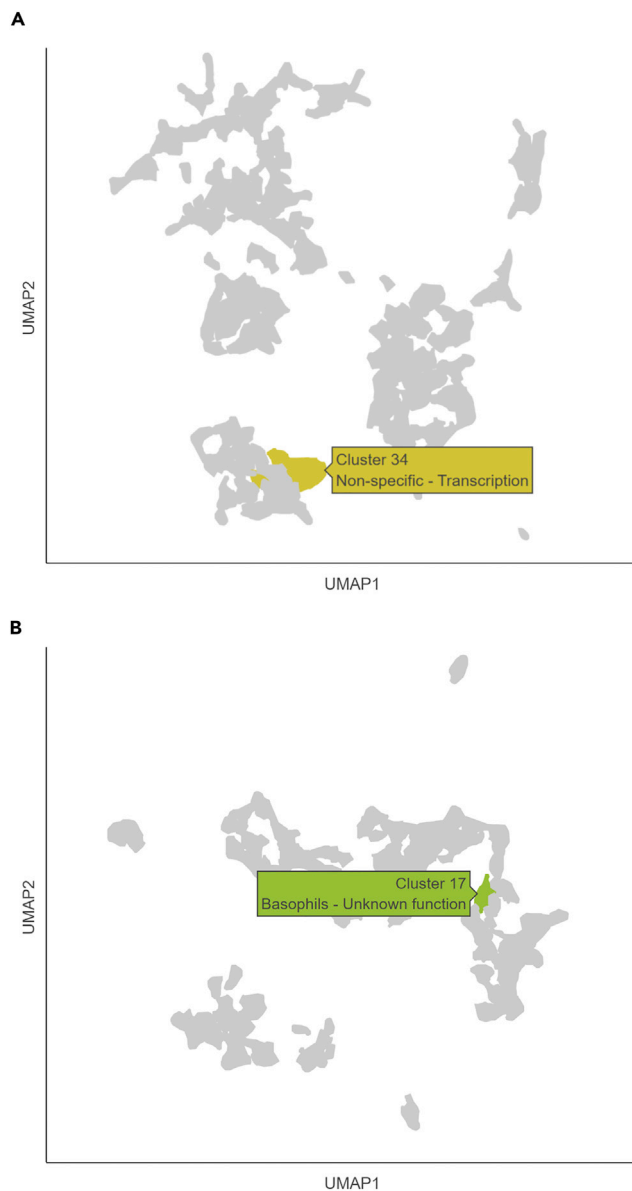 A
UMAP2
Cluster 34
Non-specific - Transcription
UMAP1
B
UMAP2
Cluster 17
Basophils - Unknown function
UMAP1